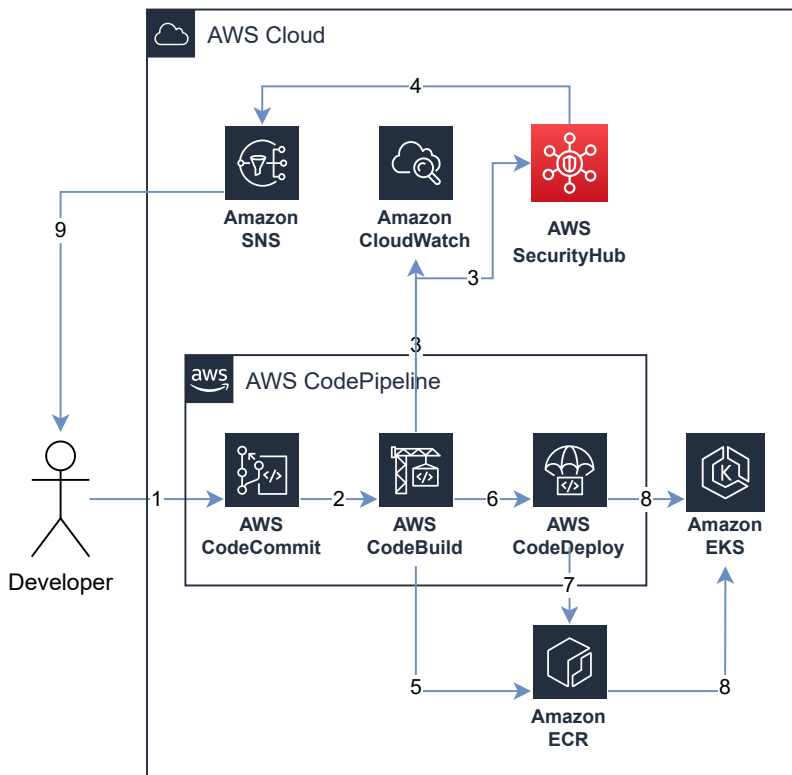 AWS Cloud
4
Amazon
SNS
Amazon
CloudWatch
AWS
SecurityHub
9
3
3
aws
AWS CodePipeline
1
2
6
8
AWS
CodeCommit
AWS
CodeBuild
AWS
CodeDeploy
Amazon
EKS
K
Developer
7
5
8
Amazon
ECR